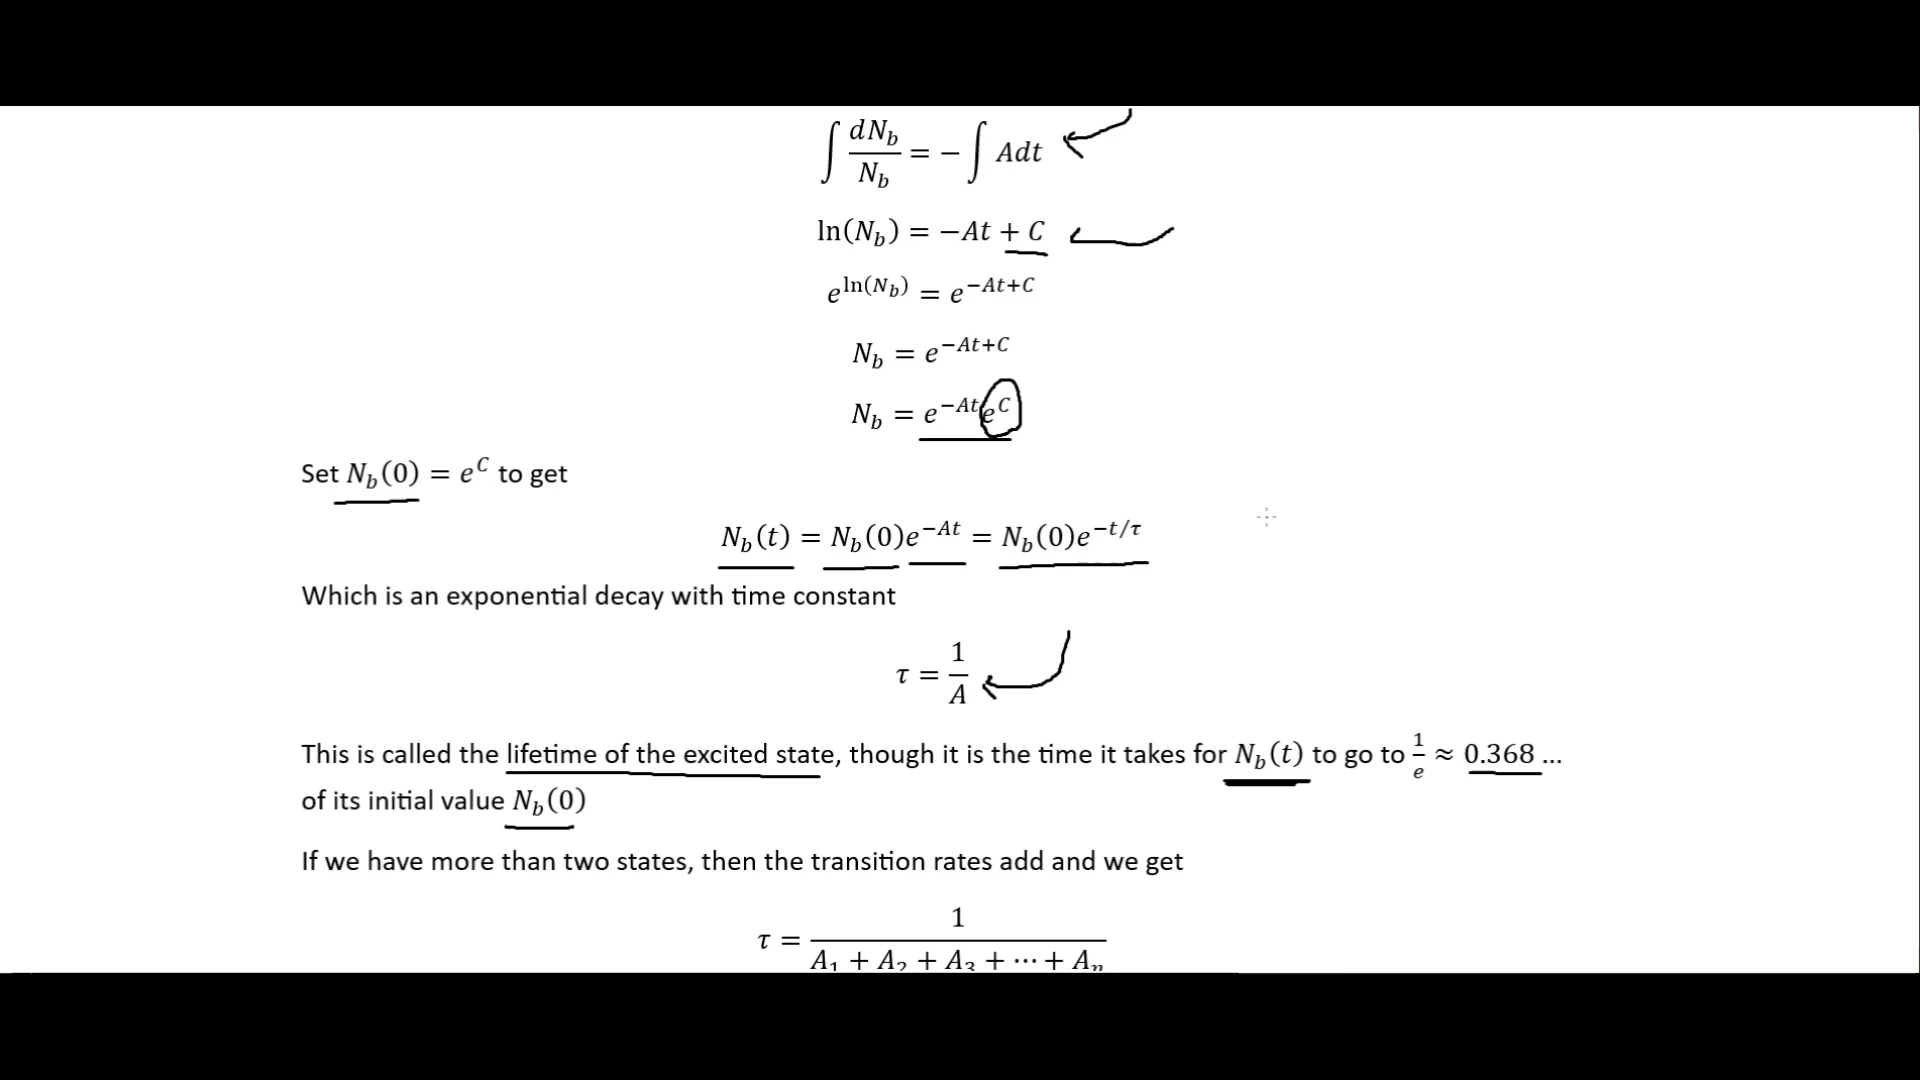 ∫ dN_b/N_b = −∫ Adt
ln(N_b) = −At + C
e^{ln(N_b)} = e^{−At+C}
N_b = e^{−At+C}
N_b = e^{−At}e^C
Set N_b(0) = e^C to get
N_b(t) = N_b(0)e^{−At} = N_b(0)e^{−t/τ}
Which is an exponential decay with time constant
τ = 1/A
This is called the lifetime of the excited state, though it is the time it takes for N_b(t) to go to 1/e ≈ 0.368 …
of its initial value N_b(0)
If we have more than two states, then the transition rates add and we get
τ = 1/(A_1 + A_2 + A_3 + ⋯ + A_n)